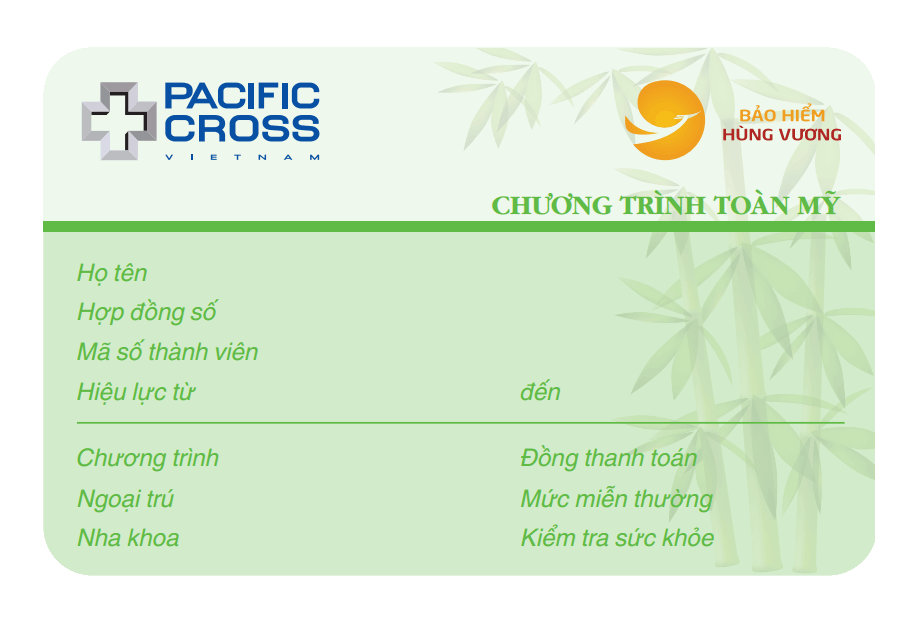 PACIFIC
CROSS
VIETNAM
BẢO HIỂM
HÙNG VƯƠNG
CHƯƠNG TRÌNH TOÀN MỸ
Họ tên
Hợp đồng số
Mã số thành viên
Hiệu lực từ đến
Chương trình Đồng thanh toán
Ngoại trú Mức miễn thường
Nha khoa Kiểm tra sức khỏe